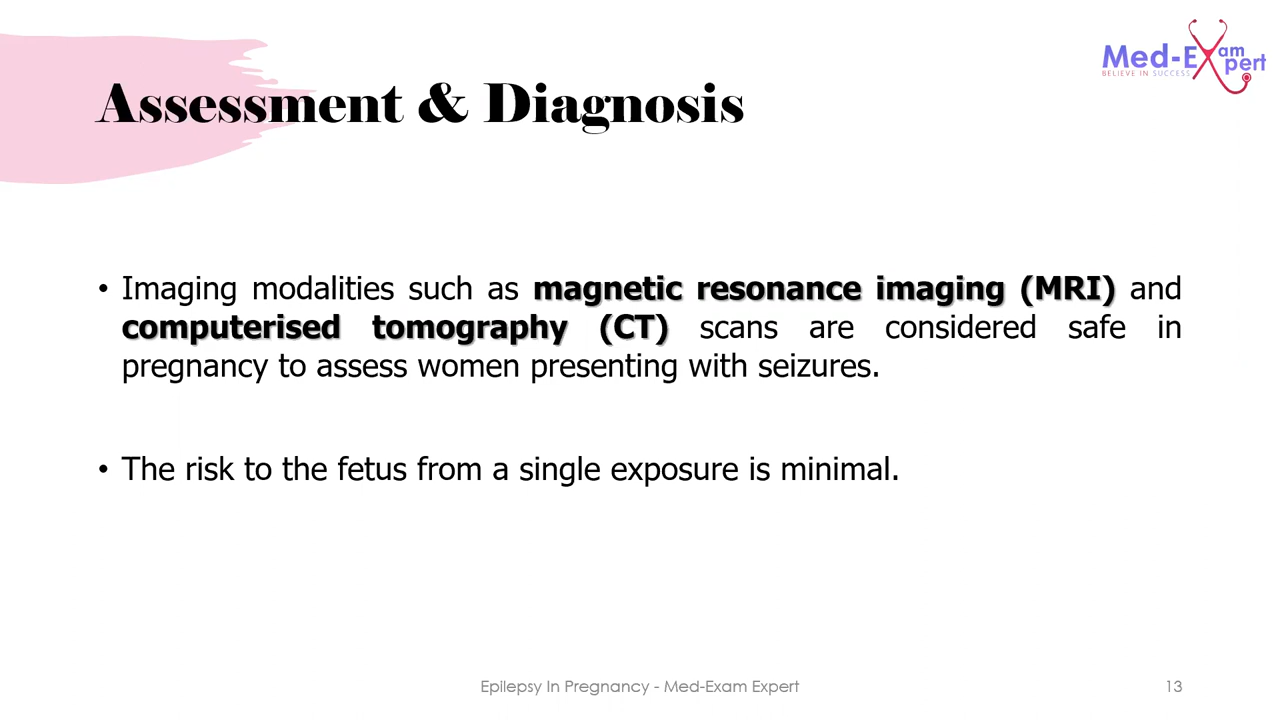 Med-Exam
Xpert
BELIEVE IN SUCCESS
Assessment & Diagnosis
• Imaging modalities such as magnetic resonance imaging (MRI) and
computerised tomography (CT) scans are considered safe in
pregnancy to assess women presenting with seizures.
• The risk to the fetus from a single exposure is minimal.
Epilepsy In Pregnancy - Med-Exam Expert
13